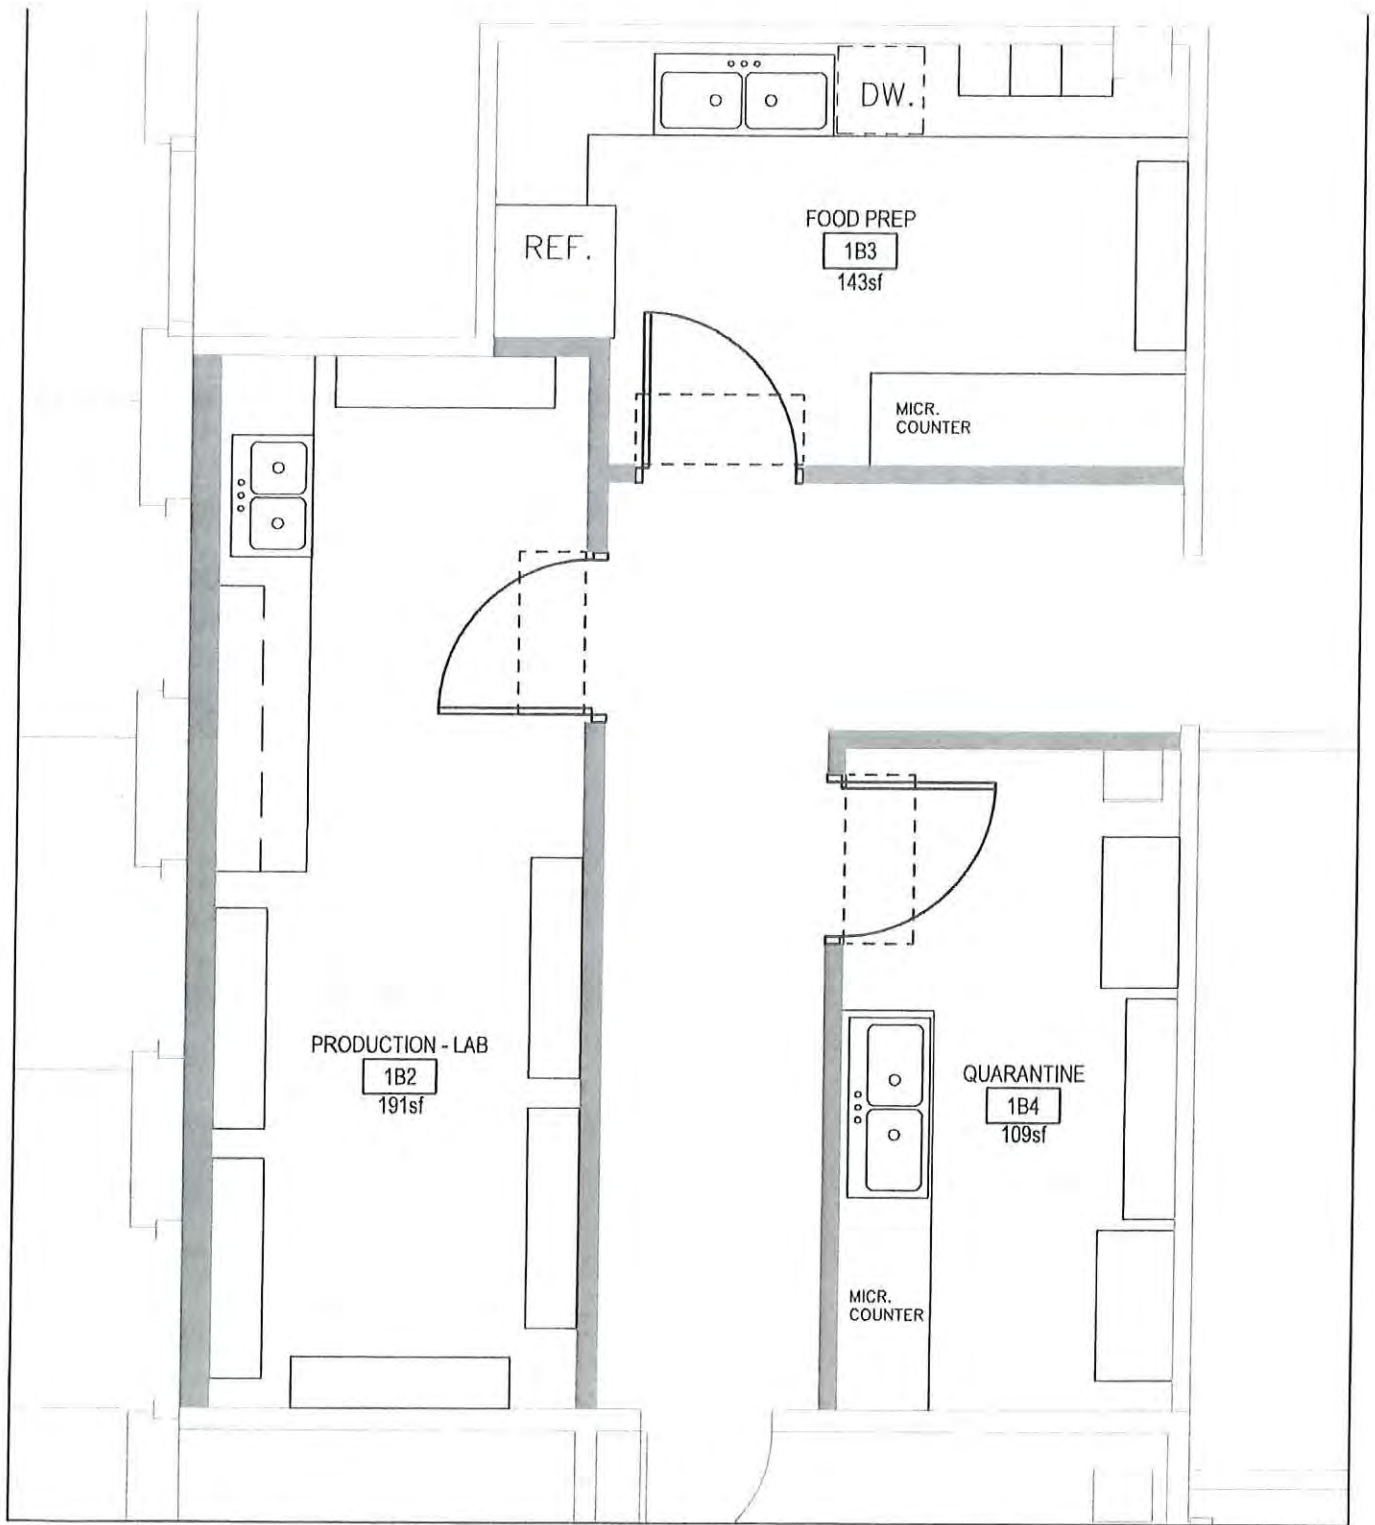 DW.
FOOD PREP
1B3
143sf
REF.
MICR.
COUNTER
PRODUCTION - LAB
1B2
191sf
QUARANTINE
1B4
109sf
MICR.
COUNTER